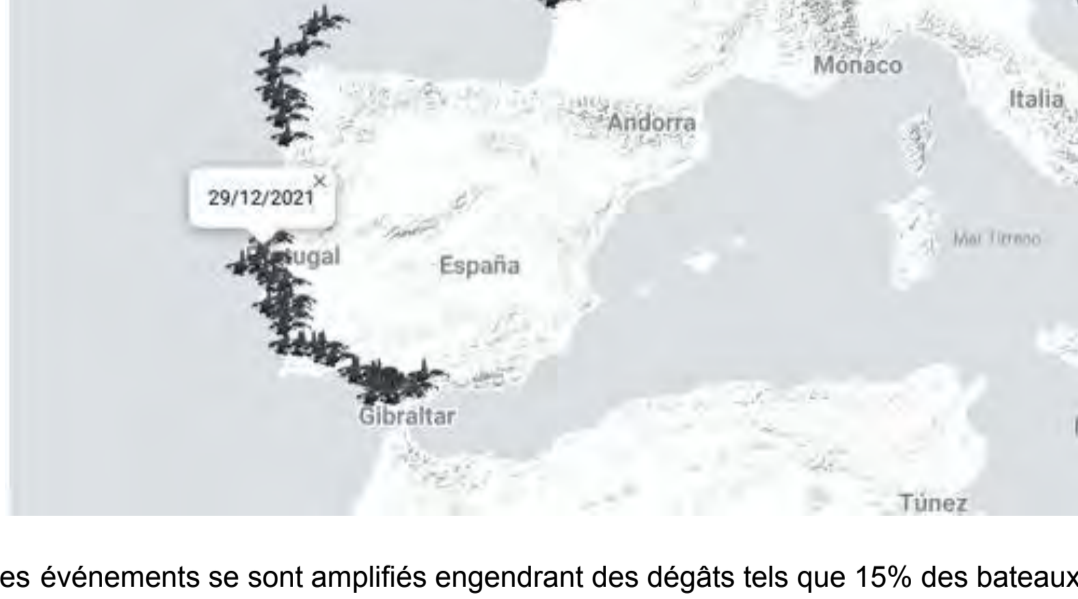 Mónaco
Italia
Andorra
29/12/2021 ×
Mar Tirreno
Portugal
España
Gibraltar
Túnez
es événements se sont amplifiés engendrant des dégâts tels que 15% des bateaux